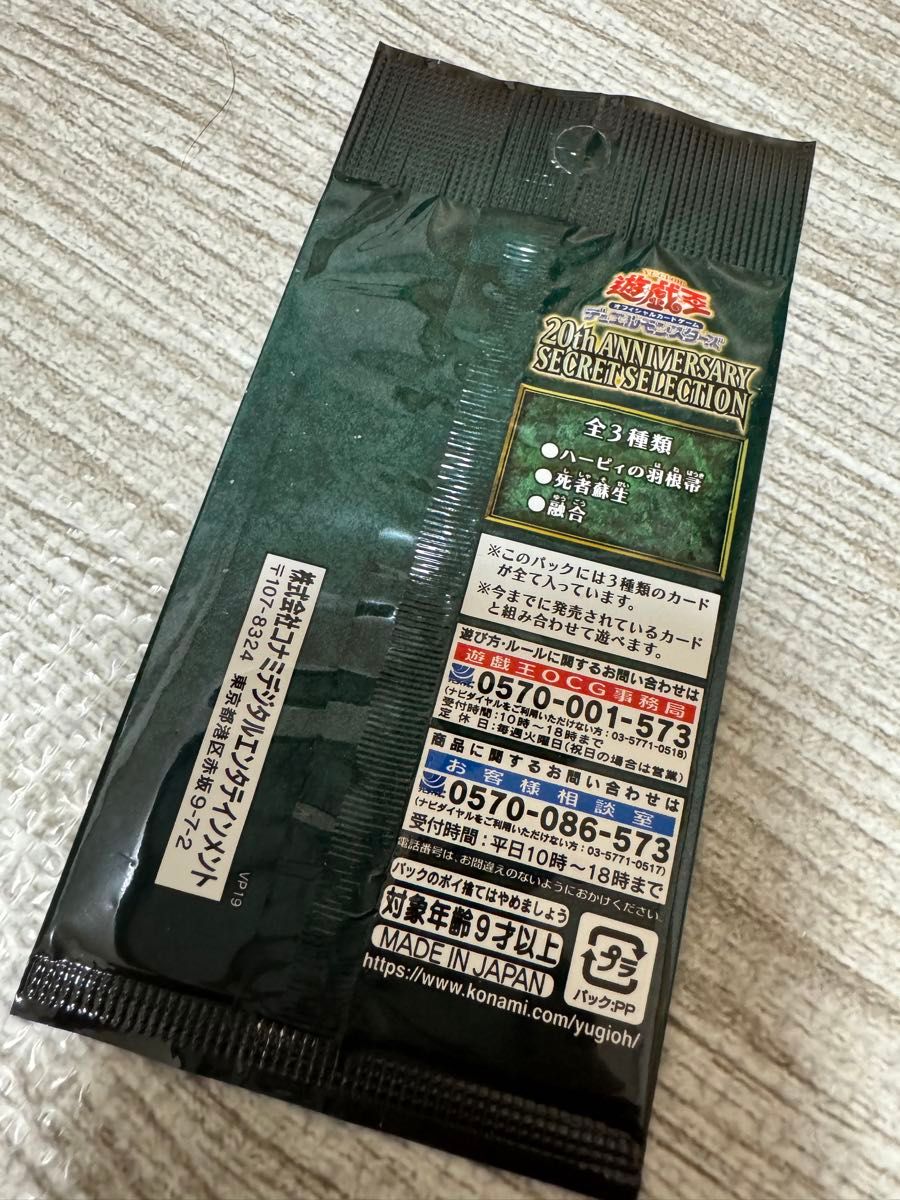 YU-GI-OH!
遊戯王
オフィシャルカードゲーム
デュエルモンスターズ
20th ANNIVERSARY
SECRET SELECTION
全3種類
●ハーピィの羽根帚
●死者蘇生
●融合
※このパックには3種類のカード
が全て入っています。
※今までに発売されているカード
と組み合わせて遊べます。
遊び方・ルールに関するお問い合わせは
遊戯王OCG事務局
0570-001-573
(ナビダイヤルをご利用いただけない方:03-5771-0518)
受付時間:10時〜18時まで
定休日:毎週火曜日(祝日の場合は営業)
商品に関するお問い合わせは
お客様相談室
0570-086-573
(ナビダイヤルをご利用いただけない方:03-5771-0517)
受付時間:平日10時〜18時まで
電話番号は、お間違えのないようにおかけください。
パックのポイ捨てはやめましょう
対象年齢9才以上
MADE IN JAPAN
https://www.konami.com/yugioh/
プラ
パック:PP
株式会社コナミデジタルエンタテインメント
〒107-8324 東京都港区赤坂9-7-2
VP19